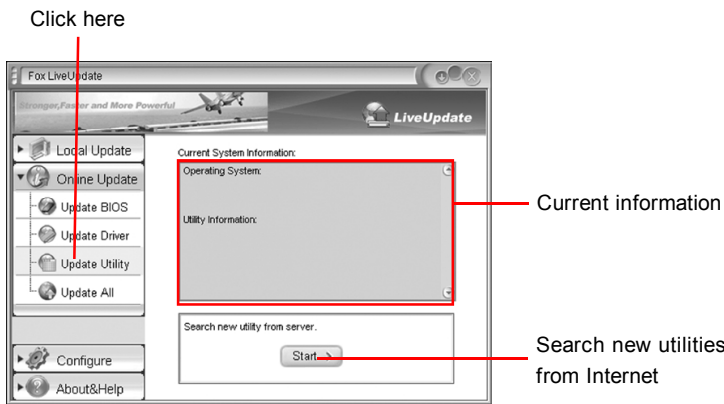 Click here
Fox LiveUpdate
Stronger,Faster and More Powerful
LiveUpdate
Local Update
Online Update
Update BIOS
Update Driver
Update Utility
Update All
Configure
About&Help
Current System Information:
Operating System:
Utility Information:
Search new utility from server.
Start
Current information
Search new utilities
from Internet